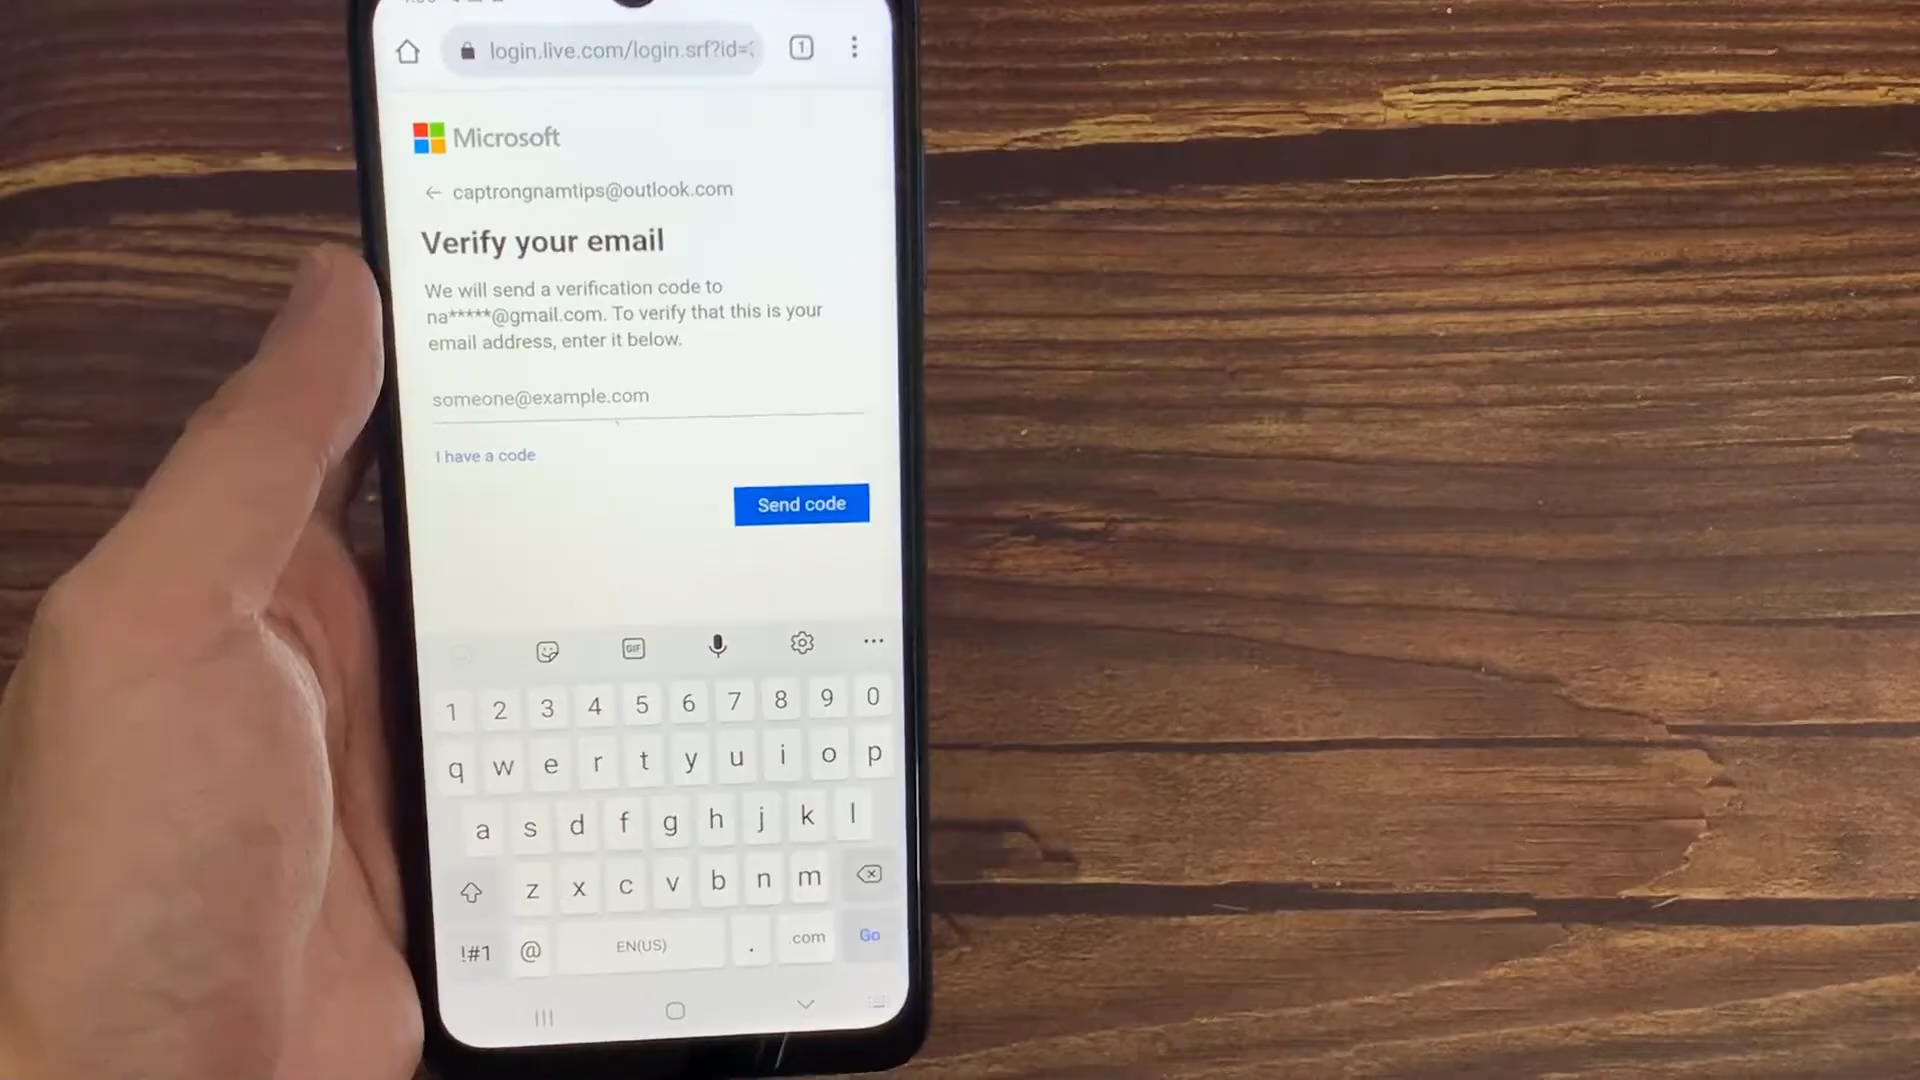 login.live.com/login.srf?id=
1
Microsoft
← captrongnamtips@outlook.com
Verify your email
We will send a verification code to
na*****@gmail.com. To verify that this is your
email address, enter it below.
someone@example.com
I have a code
Send code
GIF
1 2 3 4 5 6 7 8 9 0
q w e r t y u i o p
a s d f g h j k l
z x c v b n m
!#1 @ EN(US) . .com Go